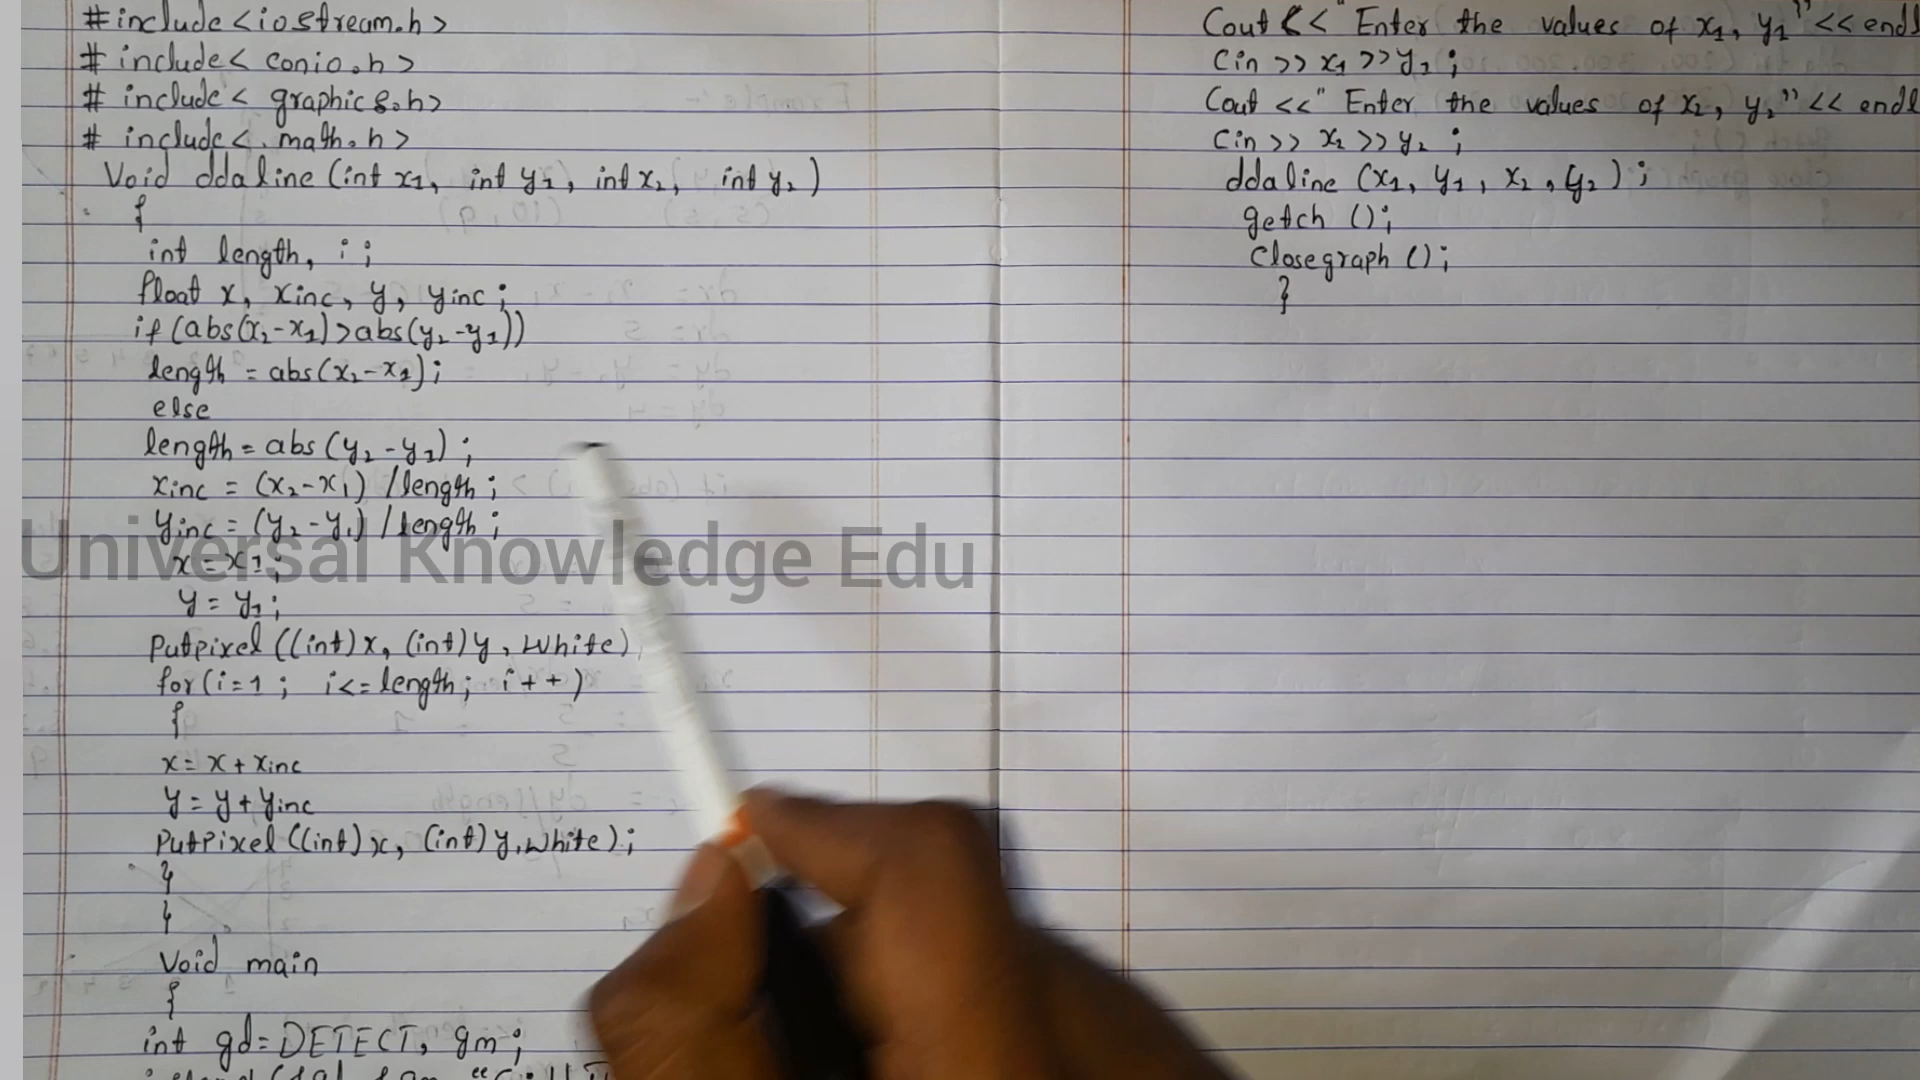 #include<iostream.h>
# include< conio.h>
# include< graphics.h>
# include<.math.h>
Void ddaline (int x1, int y1, int x2, int y2)
{
int length, i;
float x, xinc, y, yinc;
if(abs(x2-x1)>abs(y2-y1))
length = abs(x2-x1);
else
length = abs(y2-y1);
xinc = (x2-x1) / length;
yinc = (y2-y1) / length;
x = x1;
y = y1;
Putpixel ((int)x, (int)y, White)
for(i=1; i<=length; i++)
{
x = x + xinc
y = y + yinc
PutPixel ((int)x, (int)y,White);
}
}
Void main
{
int gd=DETECT, gm;
Cout << "Enter the values of x1, y1" << endl
Cin >> x1 >> y1;
Cout << "Enter the values of x2, y2" << endl
Cin >> x2 >> y2;
ddaline (x1, y1, x2, y2);
getch ();
Closegraph ();
}
Universal Knowledge Edu